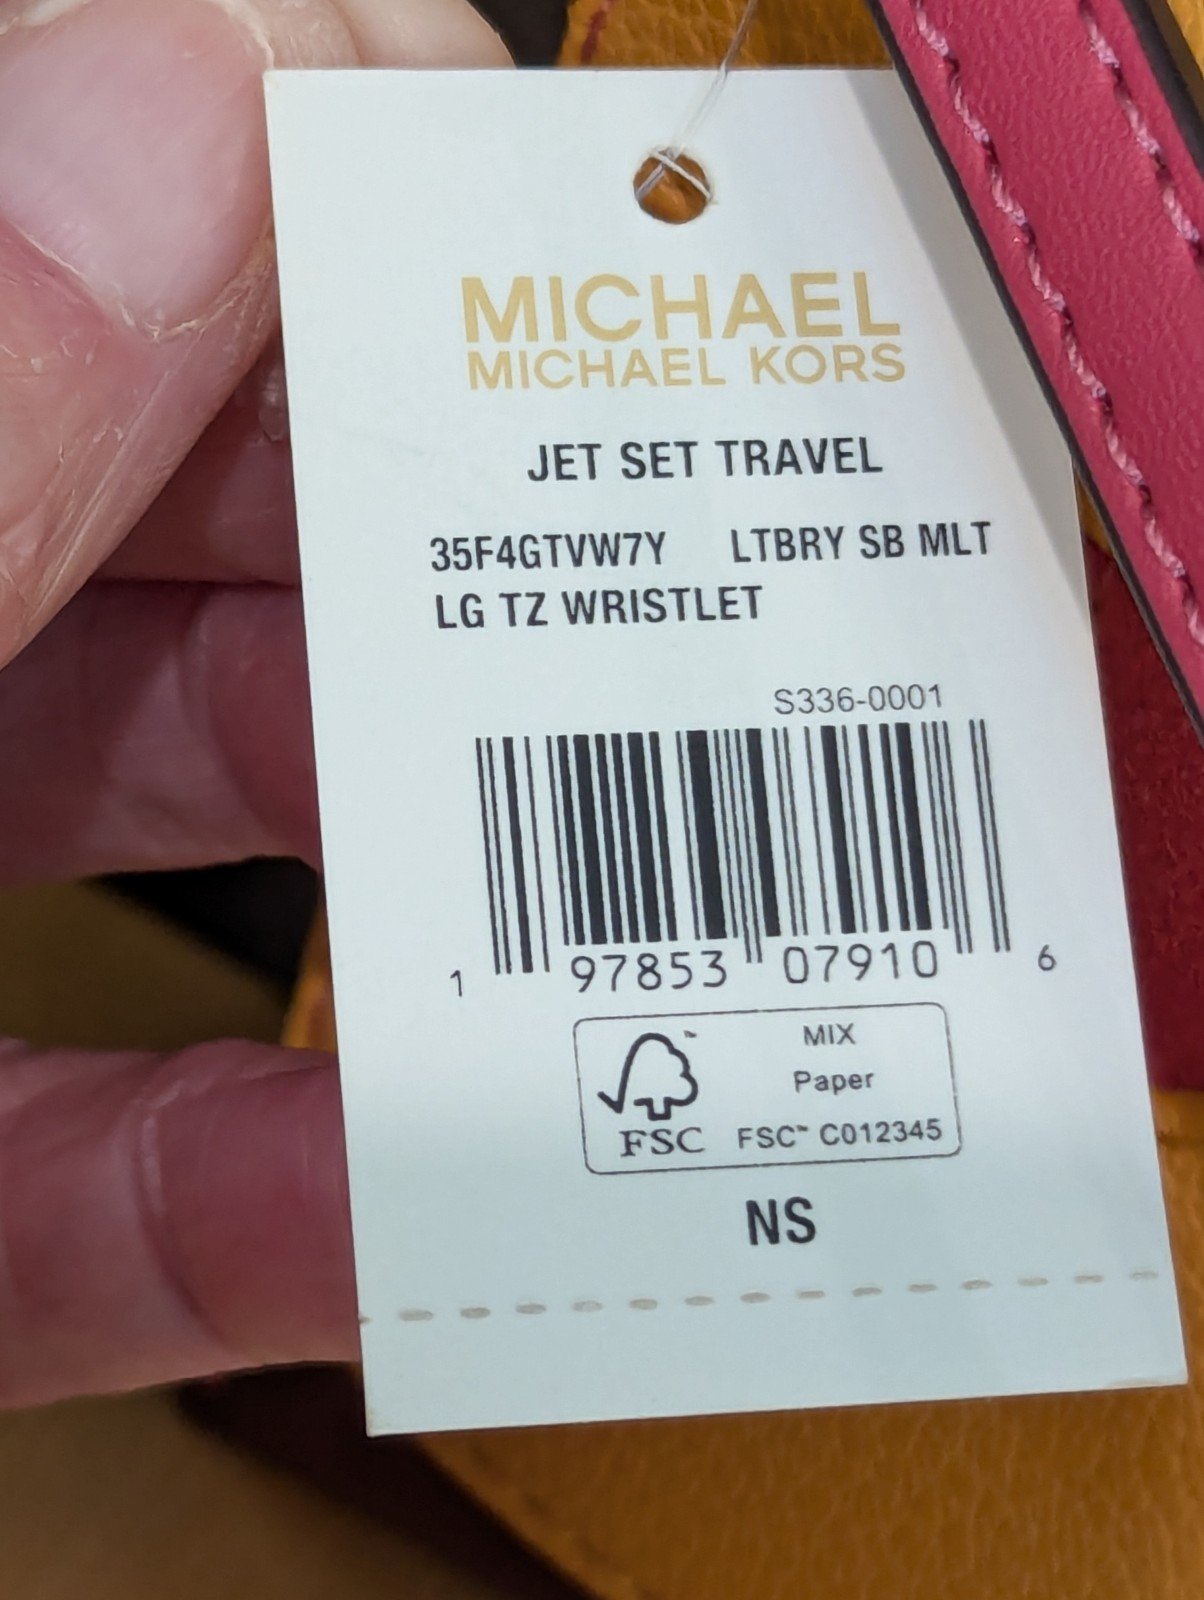 MICHAEL
MICHAEL KORS
JET SET TRAVEL
35F4GTVW7Y LTBRY SB MLT
LG TZ WRISTLET
S336-0001
1 97853 07910 6
MIX
Paper
FSC™ C012345
™
FSC
NS